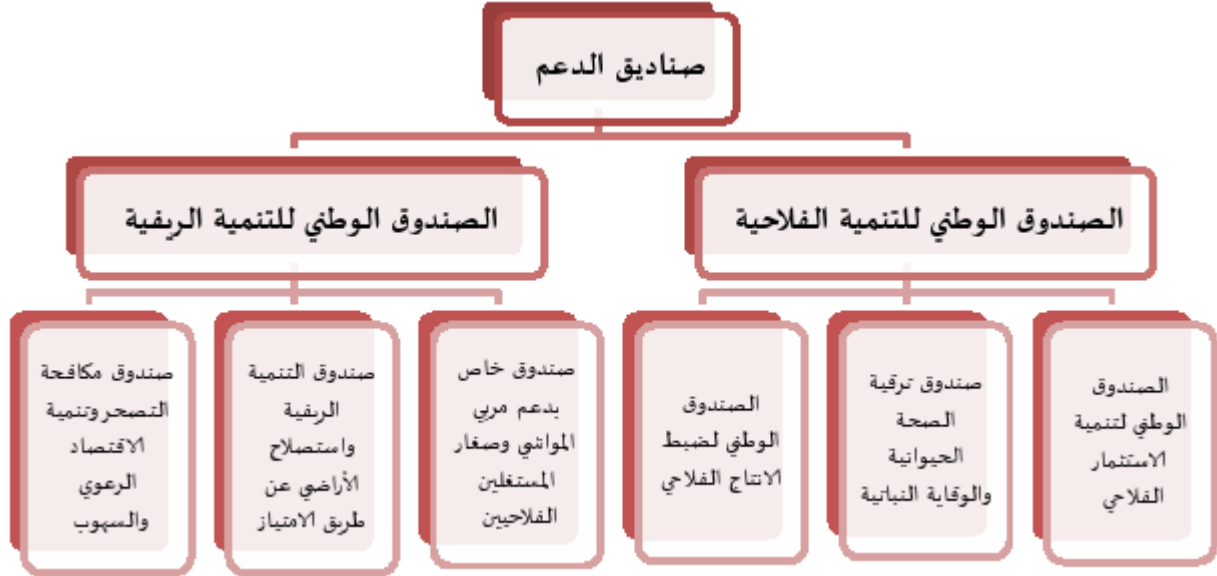 صناديق الدعم
الصندوق الوطني للتنمية الفلاحية
الصندوق الوطني للتنمية الريفية
الصندوق
الوطني لتنمية
الاستثمار
الفلاحي
صندوق ترقية
الصحة
الحيوانية
والوقاية النباتية
الصندوق
الوطني لضبط
الانتاج الفلاحي
صندوق خاص
بدعم مربي
المواشي وصغار
المستغلين
الفلاحيين
صندوق التنمية
الريفية
واستصلاح
الأراضي عن
طريق الامتياز
صندوق مكافحة
التصحر وتنمية
الاقتصاد
الرعوي
والسهوب